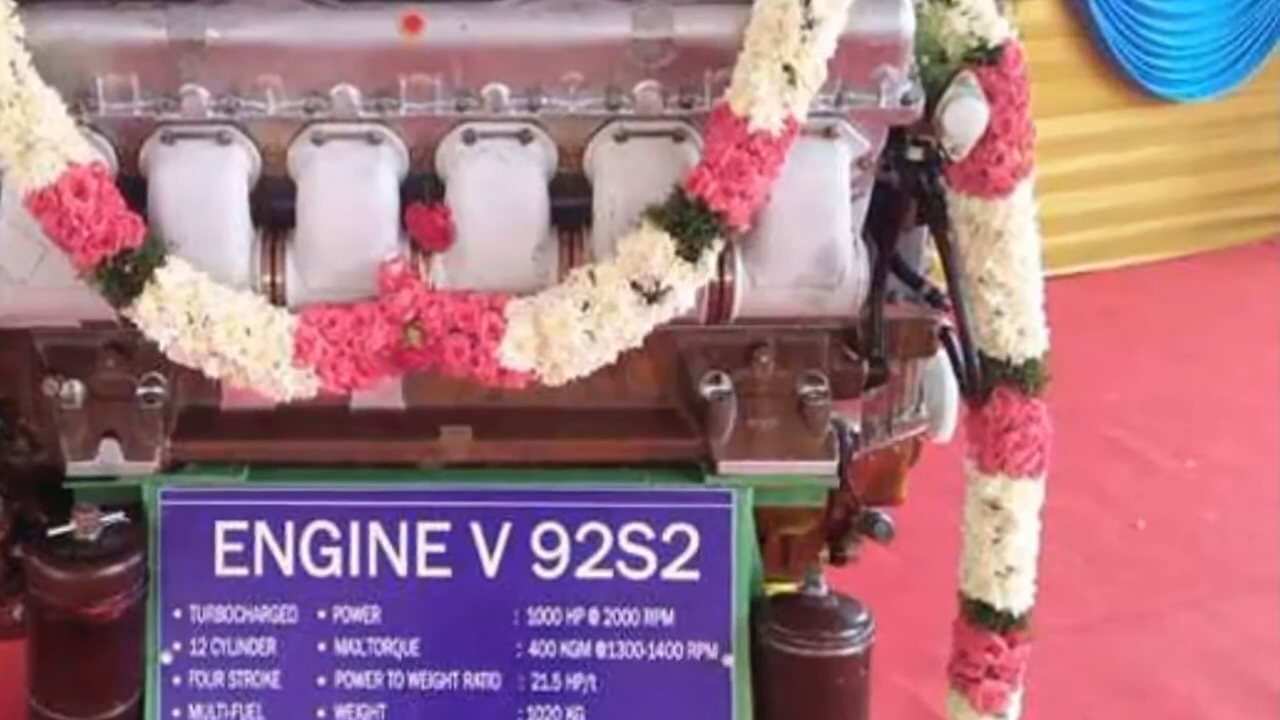 ENGINE V 92S2
• TURBOCHARGED • POWER : 1000 HP @ 2000 RPM
• 12 CYLINDER • MAX.TORQUE : 400 KGM @1300-1400 RPM
• FOUR STROKE • POWER TO WEIGHT RATIO : 21.5 HP/t
• MULTI-FUEL • WEIGHT : 1020 KG